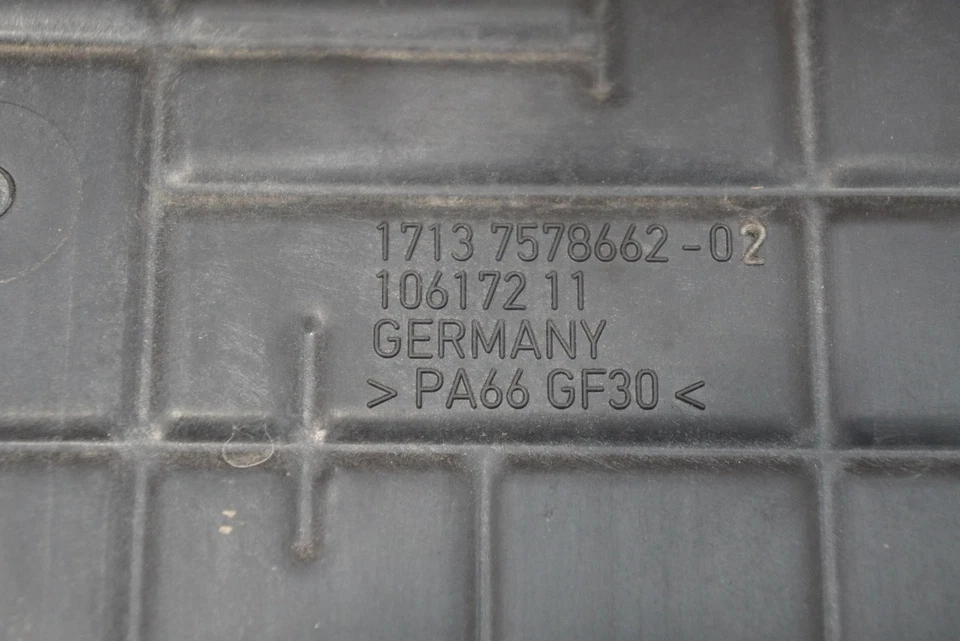 1713 7578662-02
106172 11
GERMANY
> PA66 GF30 <